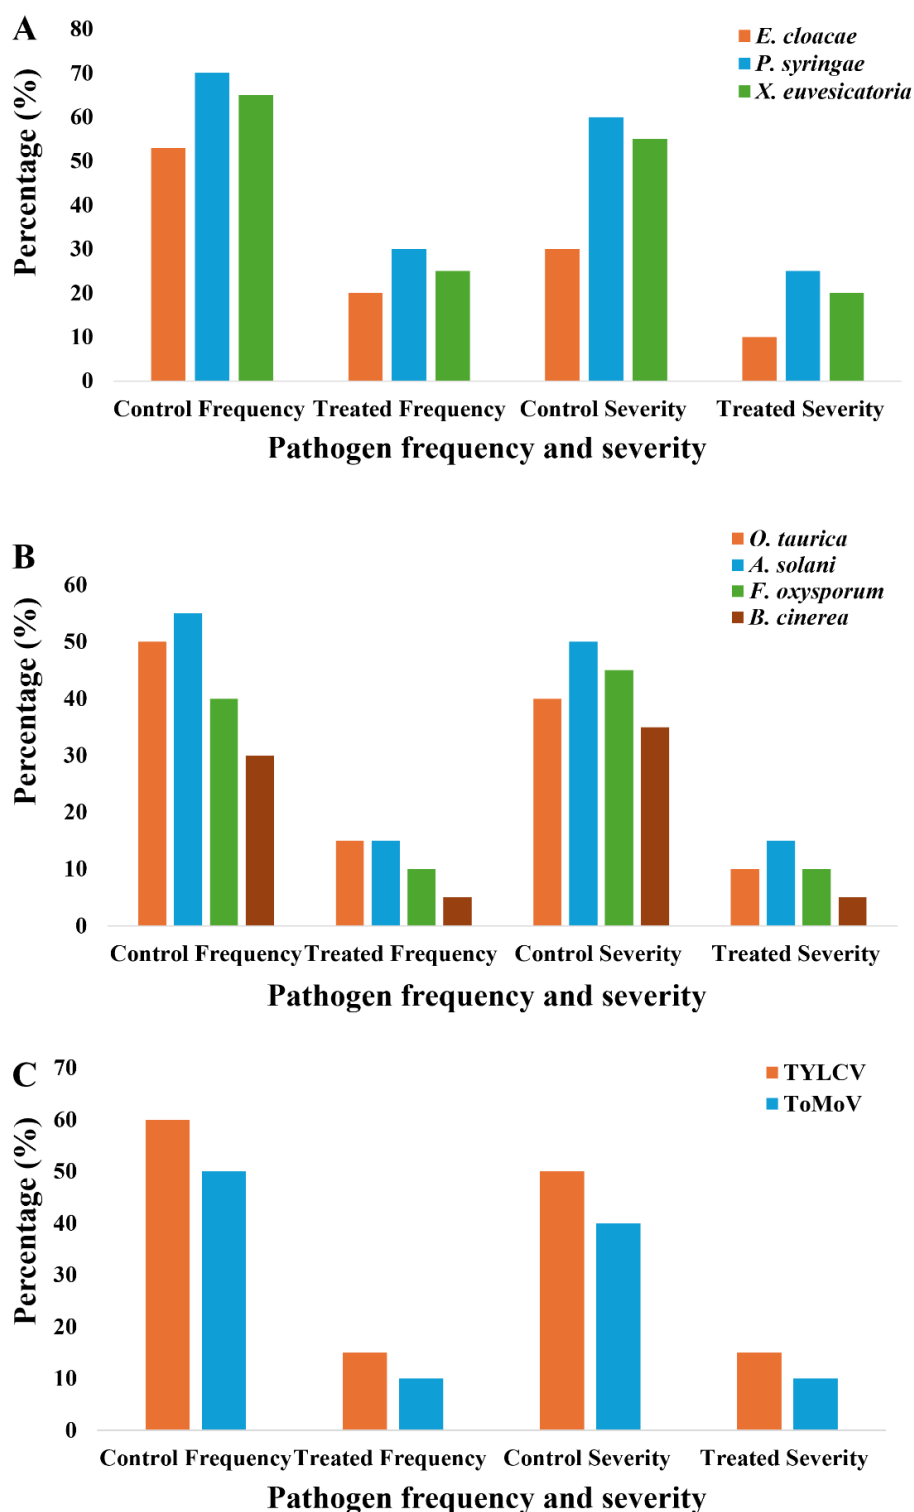 A
Percentage (%)
80
70
60
50
40
30
20
10
0
E. cloacae
P. syringae
X. euvesicatoria
Control Frequency Treated Frequency Control Severity Treated Severity
Pathogen frequency and severity
B
Percentage (%)
60
50
40
30
20
10
0
O. taurica
A. solani
F. oxysporum
B. cinerea
Control Frequency Treated Frequency Control Severity Treated Severity
Pathogen frequency and severity
C
Percentage (%)
70
60
50
40
30
20
10
0
TYLCV
ToMoV
Control Frequency Treated Frequency Control Severity Treated Severity
Pathogen frequency and severity